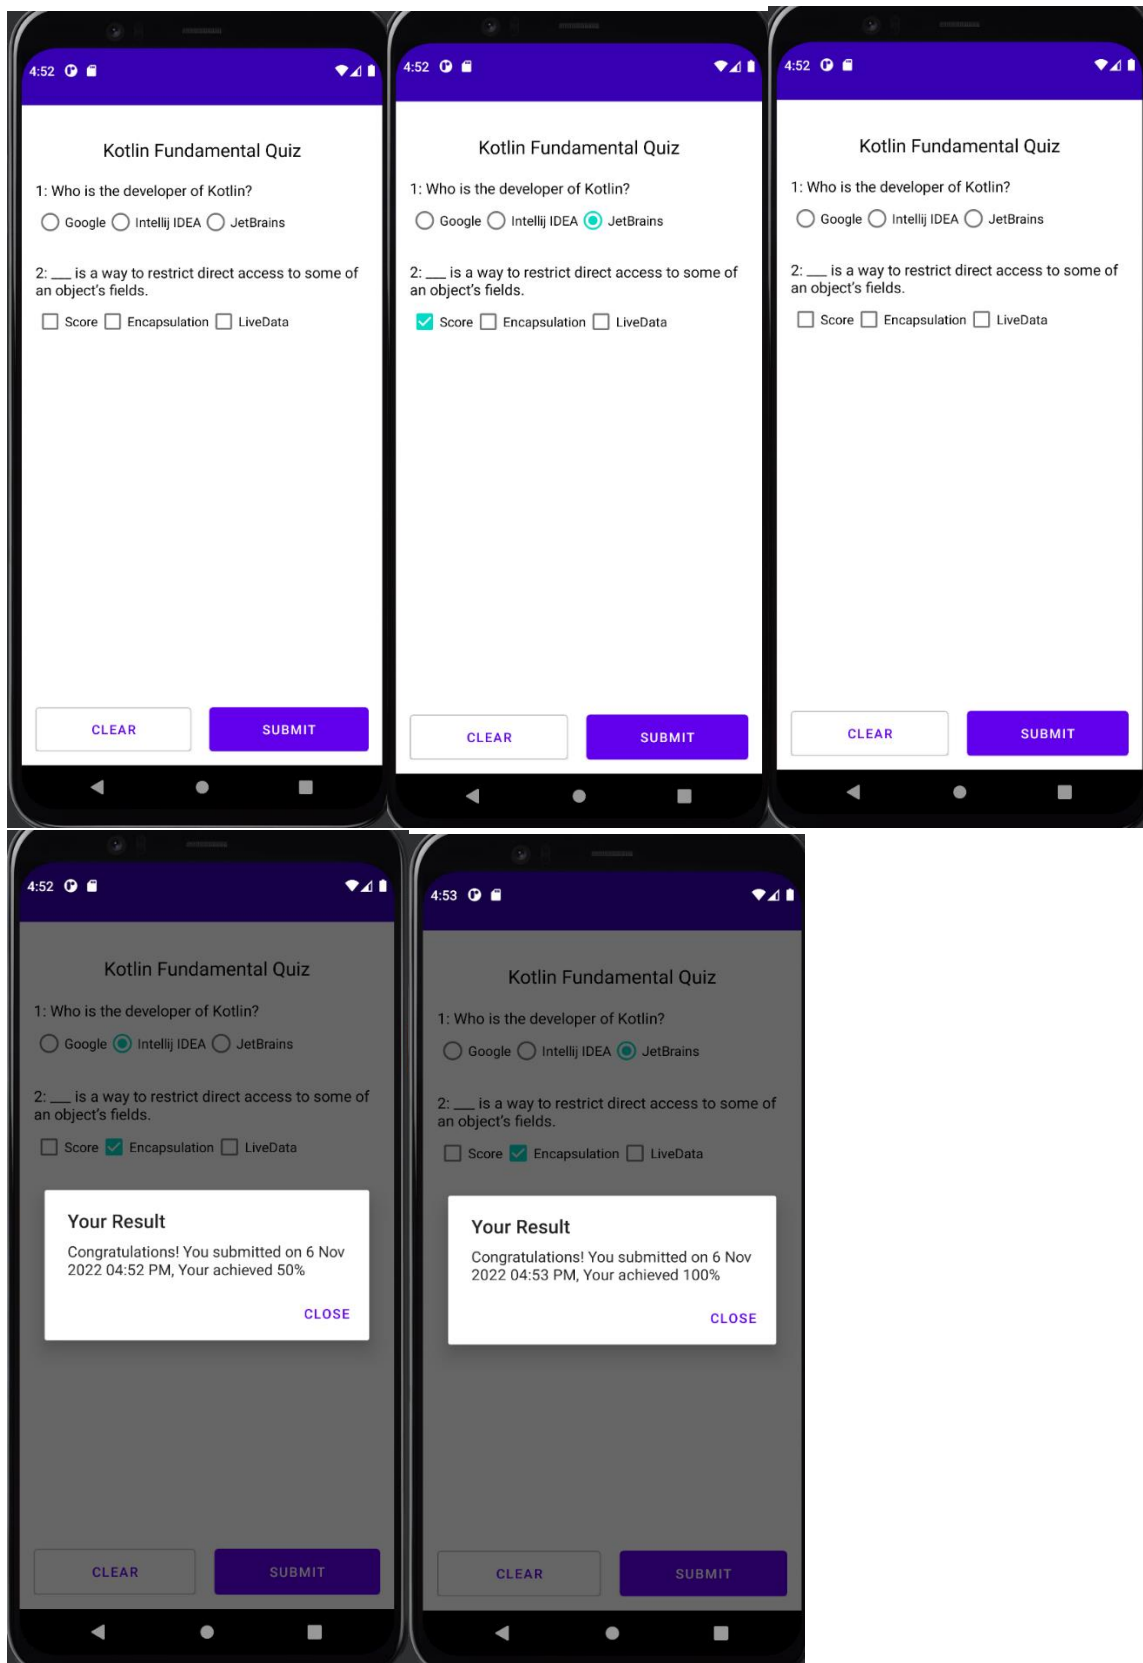 4:52
Kotlin Fundamental Quiz
1: Who is the developer of Kotlin?
Google Intellij IDEA JetBrains
2: ___ is a way to restrict direct access to some of
an object's fields.
Score Encapsulation LiveData
CLEAR SUBMIT
4:52
Kotlin Fundamental Quiz
1: Who is the developer of Kotlin?
Google Intellij IDEA JetBrains
2: ___ is a way to restrict direct access to some of
an object's fields.
Score Encapsulation LiveData
CLEAR SUBMIT
4:52
Kotlin Fundamental Quiz
1: Who is the developer of Kotlin?
Google Intellij IDEA JetBrains
2: ___ is a way to restrict direct access to some of
an object's fields.
Score Encapsulation LiveData
CLEAR SUBMIT
4:52
Kotlin Fundamental Quiz
1: Who is the developer of Kotlin?
Google Intellij IDEA JetBrains
2: ___ is a way to restrict direct access to some of
an object's fields.
Score Encapsulation LiveData
Your Result
Congratulations! You submitted on 6 Nov
2022 04:52 PM, Your achieved 50%
CLOSE
CLEAR SUBMIT
4:53
Kotlin Fundamental Quiz
1: Who is the developer of Kotlin?
Google Intellij IDEA JetBrains
2: ___ is a way to restrict direct access to some of
an object's fields.
Score Encapsulation LiveData
Your Result
Congratulations! You submitted on 6 Nov
2022 04:53 PM, Your achieved 100%
CLOSE
CLEAR SUBMIT